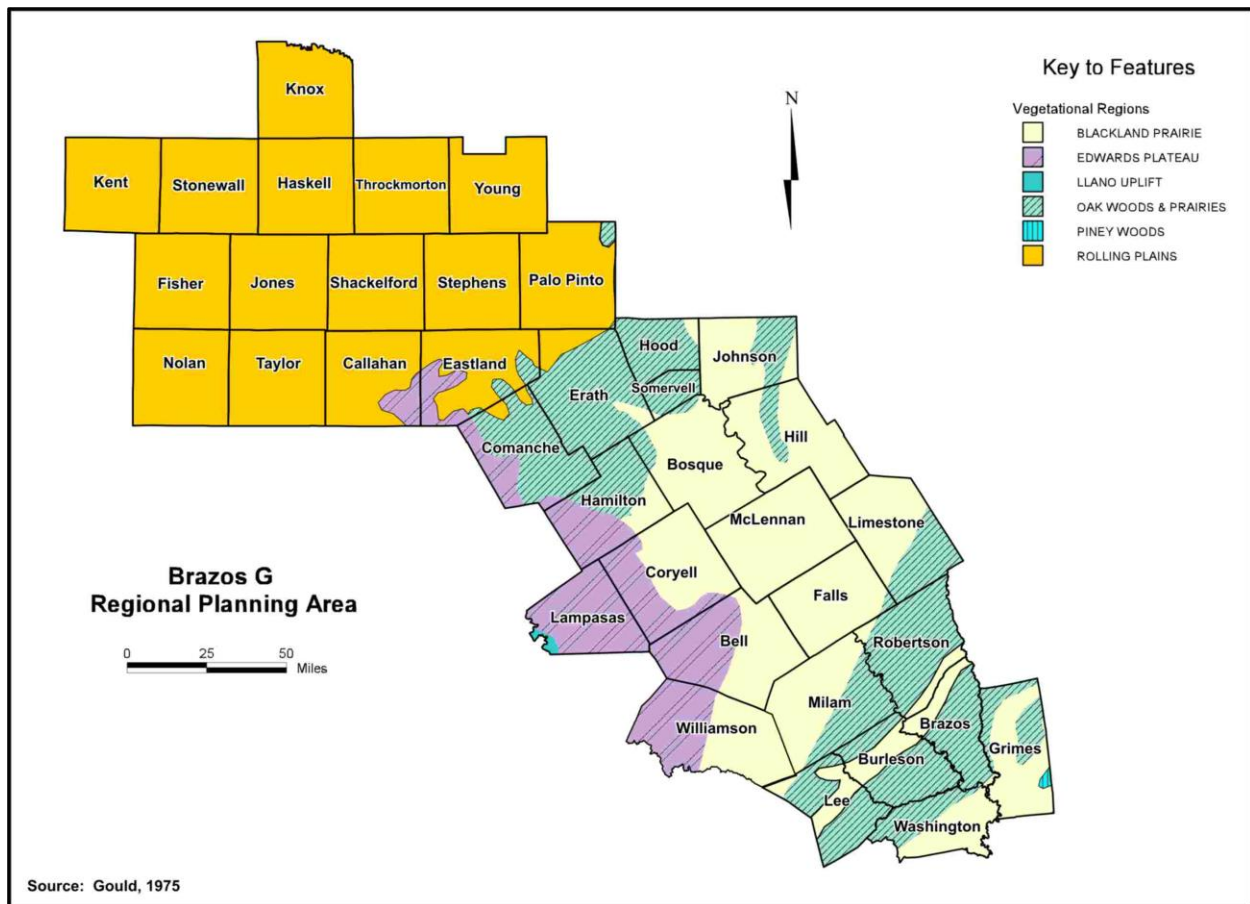 Key to Features
Vegetational Regions
BLACKLAND PRAIRIE
EDWARDS PLATEAU
LLANO UPLIFT
OAK WOODS & PRAIRIES
PINEY WOODS
ROLLING PLAINS
N
Knox
Kent
Stonewall
Haskell
Throckmorton
Young
Fisher
Jones
Shackelford
Stephens
Palo Pinto
Nolan
Taylor
Callahan
Eastland
Hood
Johnson
Erath
Somervell
Comanche
Hill
Bosque
Hamilton
McLennan
Limestone
Coryell
Falls
Lampasas
Bell
Robertson
Milam
Williamson
Brazos
Grimes
Burleson
Lee
Washington
Brazos G
Regional Planning Area
0 25 50
Miles
Source: Gould, 1975